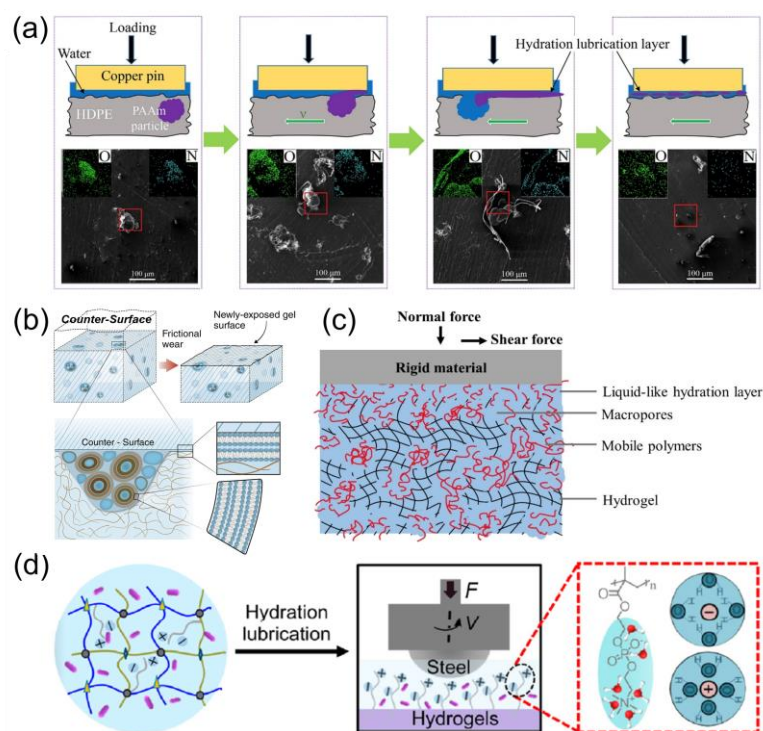 (a)
Loading
Water
Copper pin
HDPE
PAAm
particle
V
Hydration lubrication layer
O
N
100 μm
O
N
100 μm
O
N
100 μm
O
N
100 μm
(b)
Counter-Surface
Frictional
wear
Newly-exposed gel
surface
Counter - Surface
(c)
Normal force
Shear force
Rigid material
Liquid-like hydration layer
Macropores
Mobile polymers
Hydrogel
(d)
Hydration
lubrication
F
V
Steel
Hydrogels
n